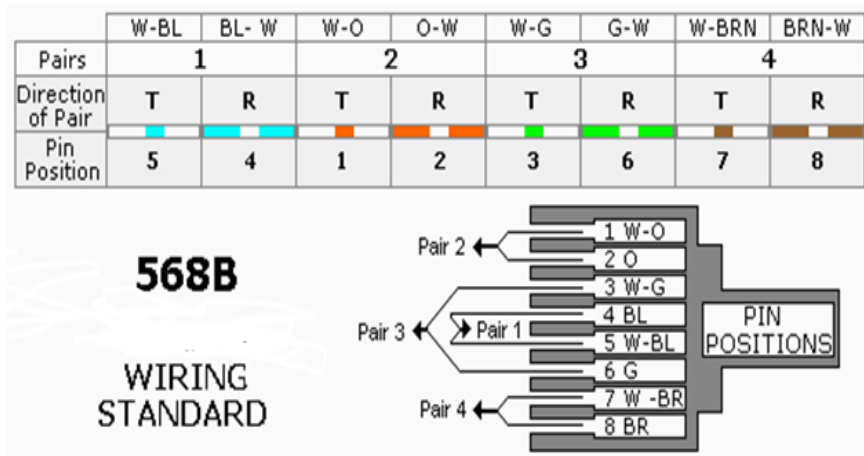 W-BL BL- W W-O O-W W-G G-W W-BRN BRN-W
Pairs 1 2 3 4
Direction of Pair T R T R T R T R
Pin Position 5 4 1 2 3 6 7 8
568B
WIRING
STANDARD
Pair 2
Pair 3
Pair 1
Pair 4
1 W-O
2 O
3 W-G
4 BL
5 W-BL
6 G
7 W -BR
8 BR
PIN
POSITIONS